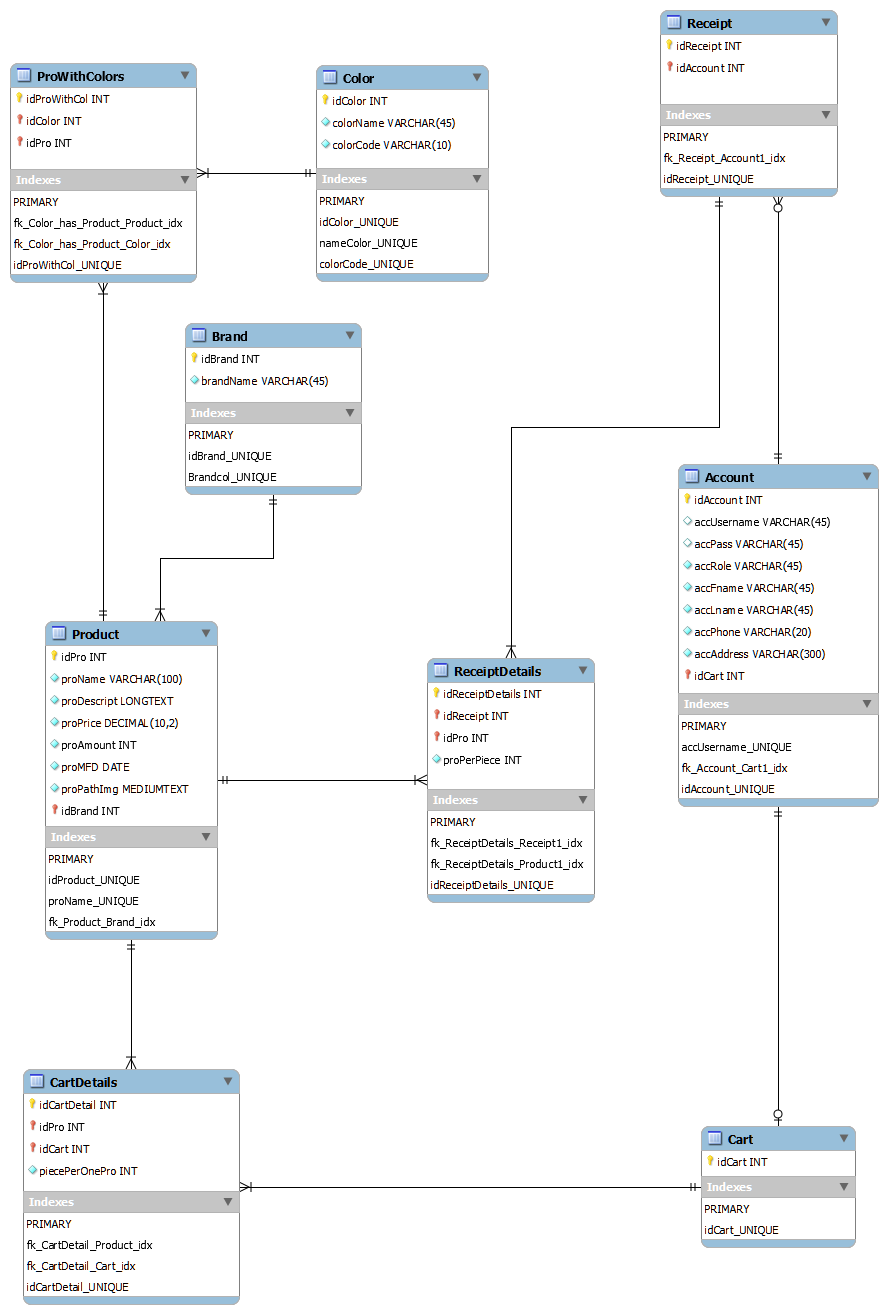 Receipt
idReceipt INT
idAccount INT
Indexes
PRIMARY
fk_Receipt_Account1_idx
idReceipt_UNIQUE
ProWithColors
idProWithCol INT
idColor INT
idPro INT
Indexes
PRIMARY
fk_Color_has_Product_Product_idx
fk_Color_has_Product_Color_idx
idProWithCol_UNIQUE
Color
idColor INT
colorName VARCHAR(45)
colorCode VARCHAR(10)
Indexes
PRIMARY
idColor_UNIQUE
nameColor_UNIQUE
colorCode_UNIQUE
Brand
idBrand INT
brandName VARCHAR(45)
Indexes
PRIMARY
idBrand_UNIQUE
Brandcol_UNIQUE
Account
idAccount INT
accUsername VARCHAR(45)
accPass VARCHAR(45)
accRole VARCHAR(45)
accFname VARCHAR(45)
accLname VARCHAR(45)
accPhone VARCHAR(20)
accAddress VARCHAR(300)
idCart INT
Indexes
PRIMARY
accUsername_UNIQUE
fk_Account_Cart1_idx
idAccount_UNIQUE
Product
idPro INT
proName VARCHAR(100)
proDescript LONGTEXT
proPrice DECIMAL(10,2)
proAmount INT
proMFD DATE
proPathImg MEDIUMTEXT
idBrand INT
Indexes
PRIMARY
idProduct_UNIQUE
proName_UNIQUE
fk_Product_Brand_idx
ReceiptDetails
idReceiptDetails INT
idReceipt INT
idPro INT
proPerPiece INT
Indexes
PRIMARY
fk_ReceiptDetails_Receipt1_idx
fk_ReceiptDetails_Product1_idx
idReceiptDetails_UNIQUE
CartDetails
idCartDetail INT
idPro INT
idCart INT
piecePerOnePro INT
Indexes
PRIMARY
fk_CartDetail_Product_idx
fk_CartDetail_Cart_idx
idCartDetail_UNIQUE
Cart
idCart INT
Indexes
PRIMARY
idCart_UNIQUE